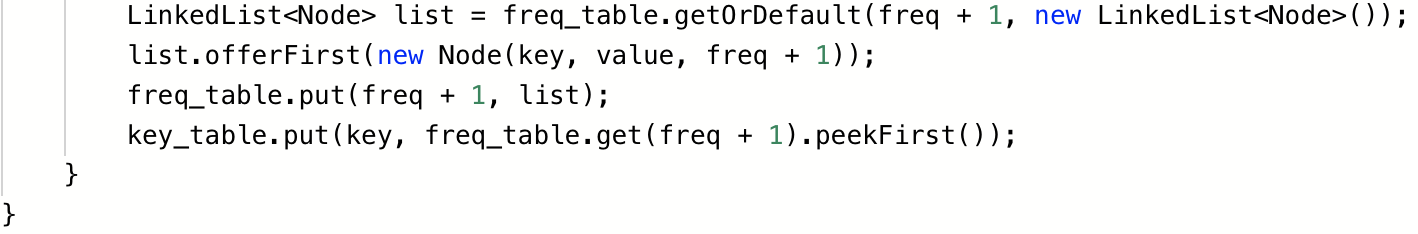 LinkedList<Node> list = freq_table.getOrDefault(freq + 1, new LinkedList<Node>());
list.offerFirst(new Node(key, value, freq + 1));
freq_table.put(freq + 1, list);
key_table.put(key, freq_table.get(freq + 1).peekFirst());
}
}